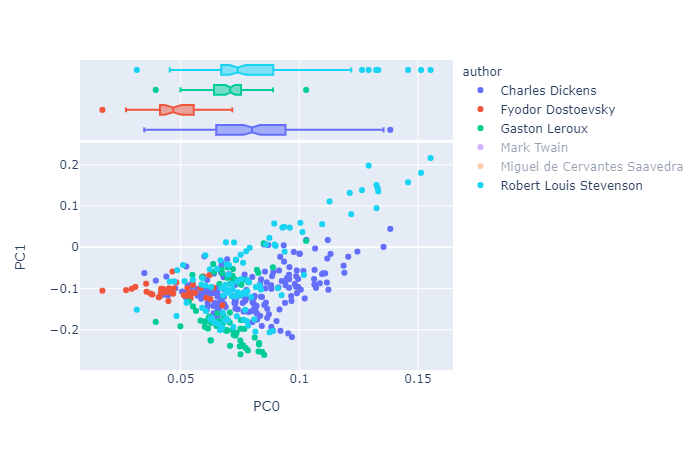 author
Charles Dickens
Fyodor Dostoevsky
Gaston Leroux
Mark Twain
Miguel de Cervantes Saavedra
Robert Louis Stevenson
0.2
0.1
0
−0.1
−0.2
PC1
0.05
0.1
0.15
PC0